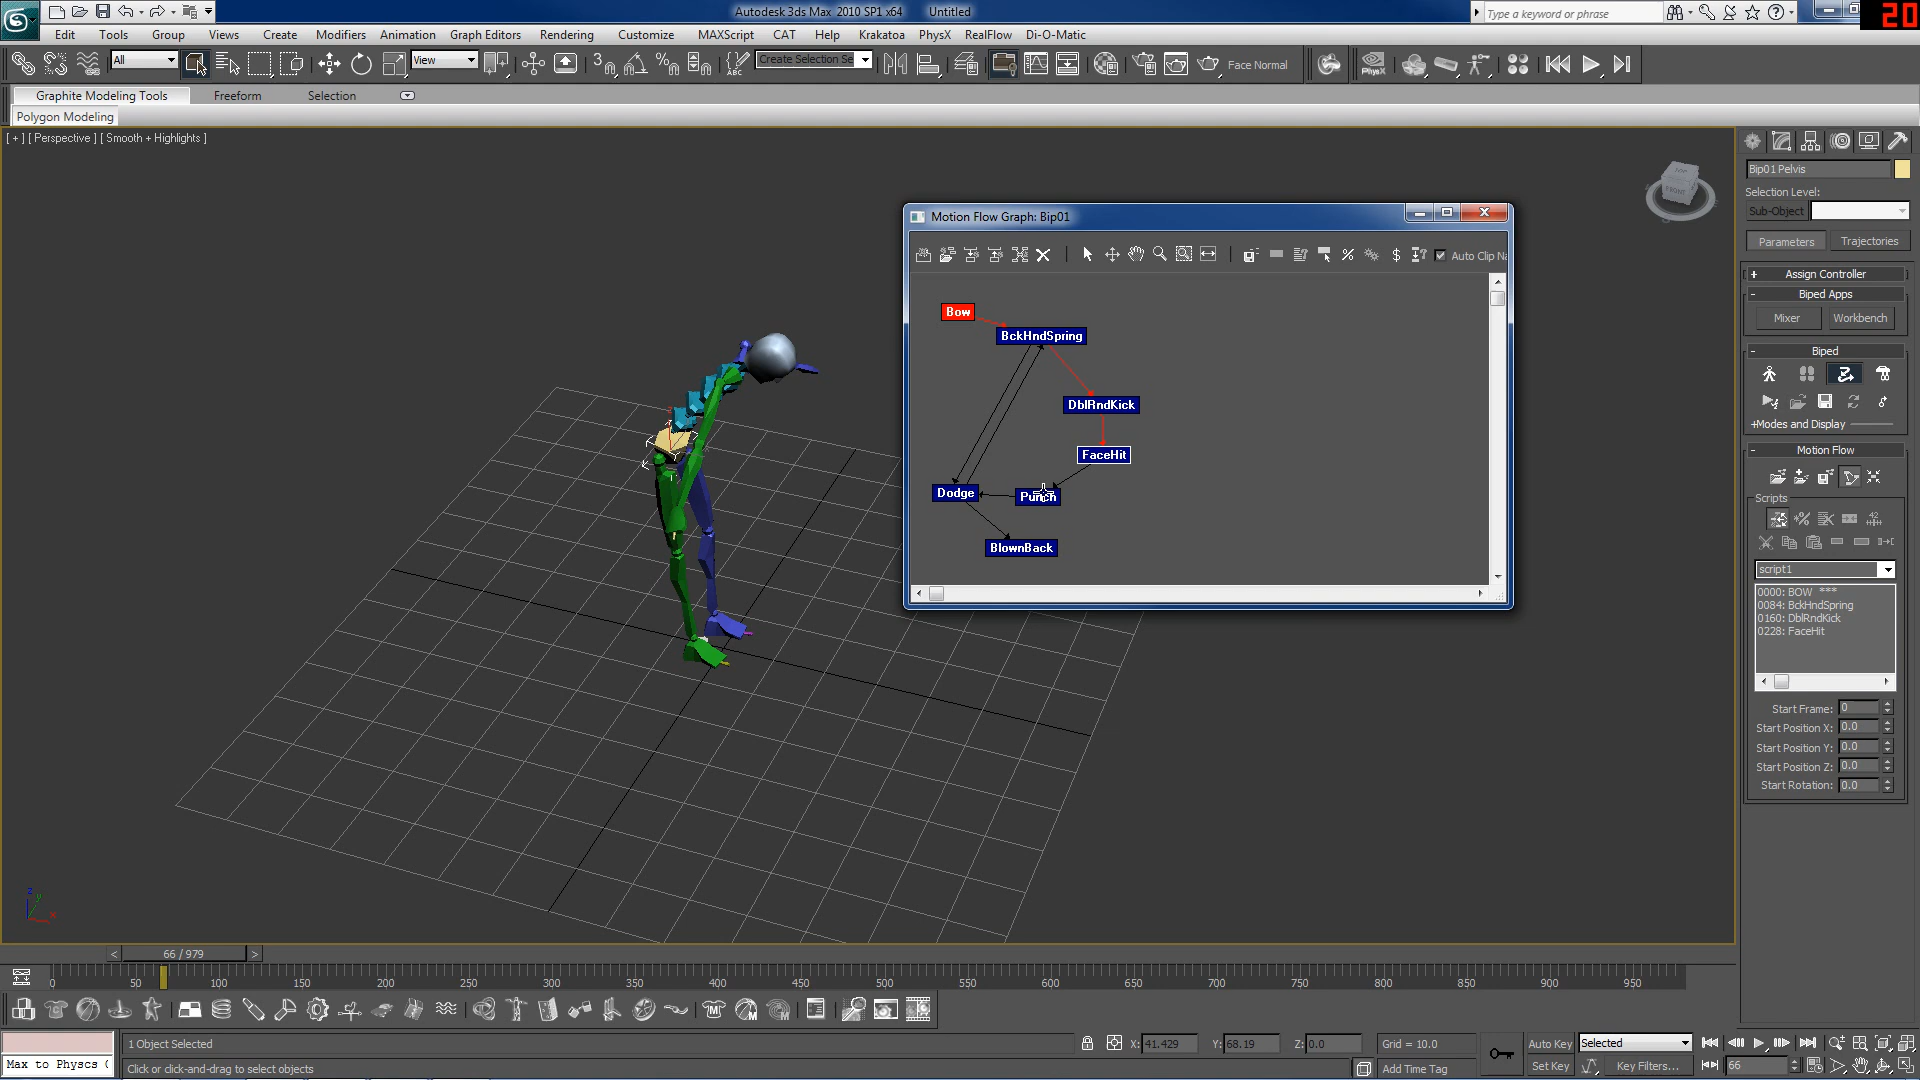 Autodesk 3ds Max 2010 SP1 x64 Untitled
Type a keyword or phrase
20
Edit Tools Group Views Create Modifiers Animation Graph Editors Rendering Customize MAXScript CAT Help Krakatoa PhysX RealFlow Di-O-Matic
All
View
Create Selection Se
Face Normal
Graphite Modeling Tools Freeform Selection
Polygon Modeling
[ + ] [ Perspective ] [ Smooth + Highlights ]
Motion Flow Graph: Bip01
Auto Clip Na
Bow
BckHndSpring
DblRndKick
FaceHit
Dodge
Punch
BlownBack
TOP
FRONT
Bip01 Pelvis
Selection Level:
Sub-Object
Parameters Trajectories
+ Assign Controller
- Biped Apps
Mixer Workbench
- Biped
+Modes and Display
- Motion Flow
Scripts
script1
0000: BOW ***
0084: BckHndSpring
0160: DblRndKick
0228: FaceHit
Start Frame: 0
Start Position X: 0.0
Start Position Y: 0.0
Start Position Z: 0.0
Start Rotation: 0.0
z
y
x
< 66 / 979 >
0 50 100 150 200 250 300 350 400 450 500 550 600 650 700 750 800 850 900 950
1 Object Selected
X: 41.429 Y: 68.19 Z: 0.0 Grid = 10.0
Auto Key Selected
Max to Physcs (
Click or click-and-drag to select objects
Add Time Tag
Set Key Key Filters... 66